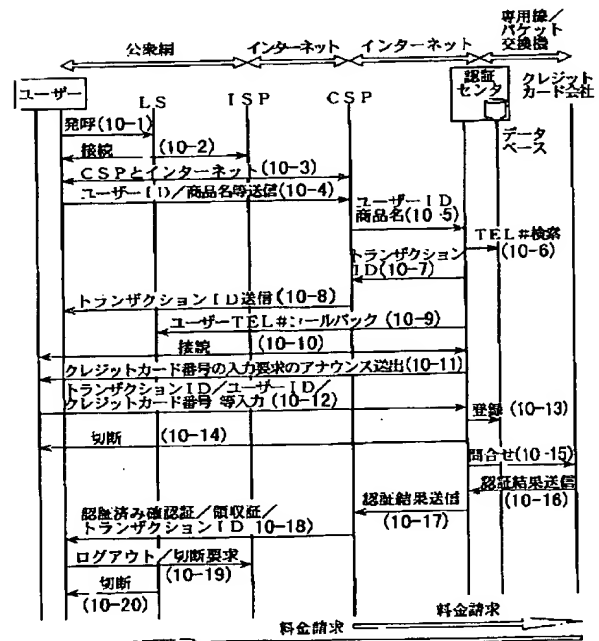 公衆網
インターネット
インターネット
専用線/
パケット
交換機
ユーザー
LS
ISP
CSP
認証
センタ
クレジット
カード会社
データ
ベース
発呼(10-1)
接続 (10-2)
CSPとインターネット(10-3)
ユーザーID/商品名等送信(10-4)
ユーザーID
商品名(10-5)
TEL#検索
(10-6)
トランザクション
ID(10-7)
トランザクションID送信(10-8)
ユーザーTEL#コールバック(10-9)
接続 (10-10)
クレジットカード番号の入力要求のアナウンス送出(10-11)
トランザクションID/ユーザーID/
クレジットカード番号 等入力(10-12)
登録(10-13)
切断 (10-14)
問合せ(10-15)
認証結果送信
(10-16)
認証結果送信
(10-17)
認証済み確認証/領収証/
トランザクションID 10-18)
ログアウト/切断要求
(10-19)
切断
(10-20)
料金請求
料金請求